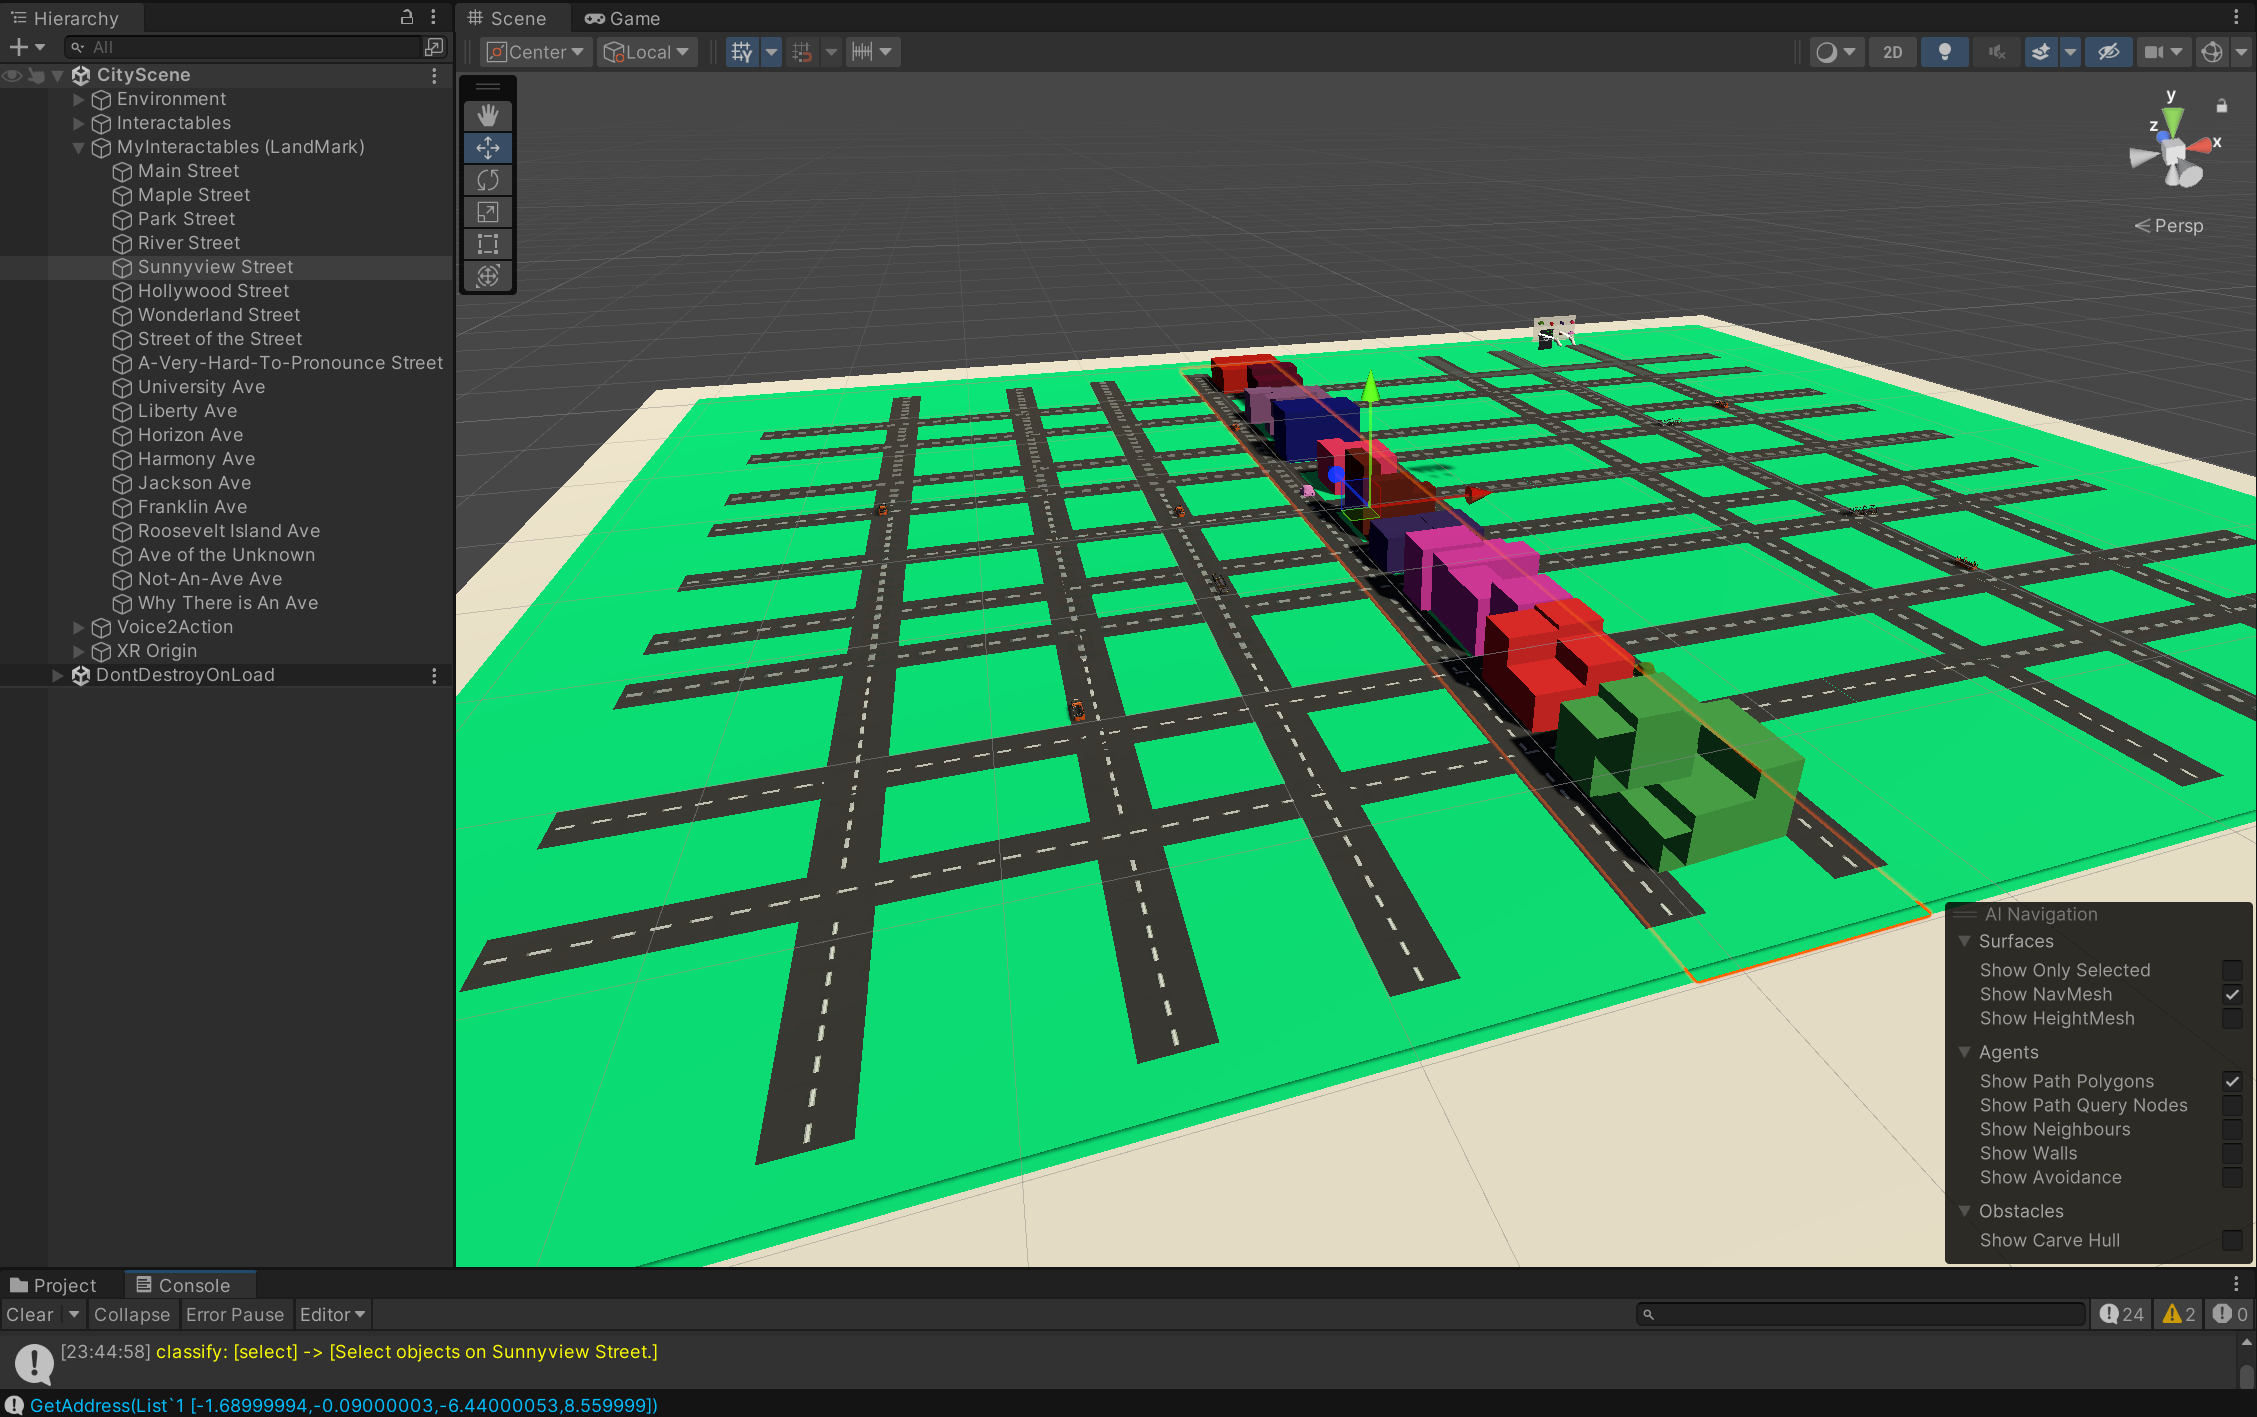 Hierarchy
All
CityScene
Environment
Interactables
MyInteractables (LandMark)
Main Street
Maple Street
Park Street
River Street
Sunnyview Street
Hollywood Street
Wonderland Street
Street of the Street
A-Very-Hard-To-Pronounce Street
University Ave
Liberty Ave
Horizon Ave
Harmony Ave
Jackson Ave
Franklin Ave
Roosevelt Island Ave
Ave of the Unknown
Not-An-Ave Ave
Why There is An Ave
Voice2Action
XR Origin
DontDestroyOnLoad
Scene Game
Center Local 2D
y
z
x
Persp
AI Navigation
Surfaces
Show Only Selected
Show NavMesh
Show HeightMesh
Agents
Show Path Polygons
Show Path Query Nodes
Show Neighbours
Show Walls
Show Avoidance
Obstacles
Show Carve Hull
Project Console
Clear Collapse Error Pause Editor 24 2 0
[23:44:58] classify: [select] -> [Select objects on Sunnyview Street.]
GetAddress(List`1 [-1.68999994,-0.09000003,-6.44000053,8.559999])